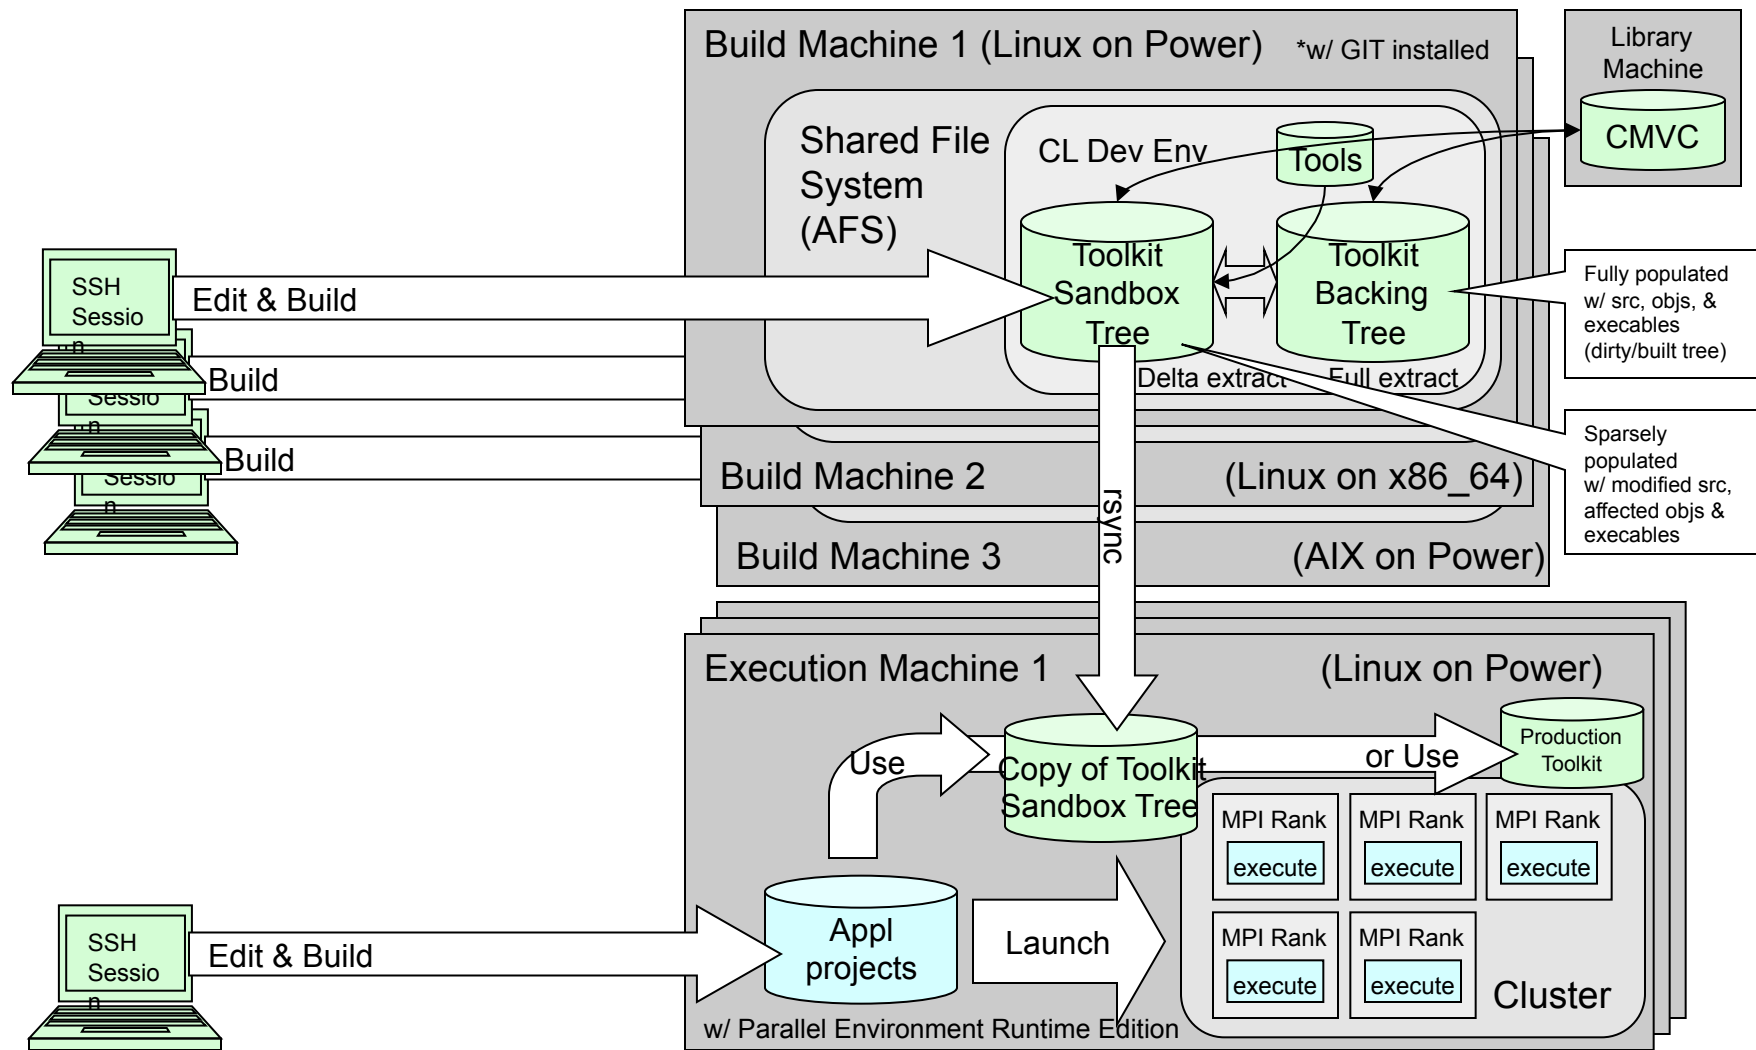 Build Machine 1 (Linux on Power)
*w/ GIT installed
Library
Machine
CMVC
Shared File
System
(AFS)
CL Dev Env
Tools
Toolkit
Sandbox
Tree
Toolkit
Backing
Tree
Delta extract
Full extract
Fully populated
w/ src, objs, &
execables
(dirty/built tree)
Sparsely
populated
w/ modified src,
affected objs &
execables
SSH
Sessio
n
Edit & Build
Sessio
n
Build
Sessio
n
Build
Build Machine 2
(Linux on x86_64)
Build Machine 3
(AIX on Power)
rsync
Execution Machine 1
(Linux on Power)
Use
Copy of Toolkit
Sandbox Tree
or Use
Production
Toolkit
MPI Rank
execute
MPI Rank
execute
MPI Rank
execute
MPI Rank
execute
MPI Rank
execute
Cluster
SSH
Sessio
n
Edit & Build
Appl
projects
Launch
w/ Parallel Environment Runtime Edition